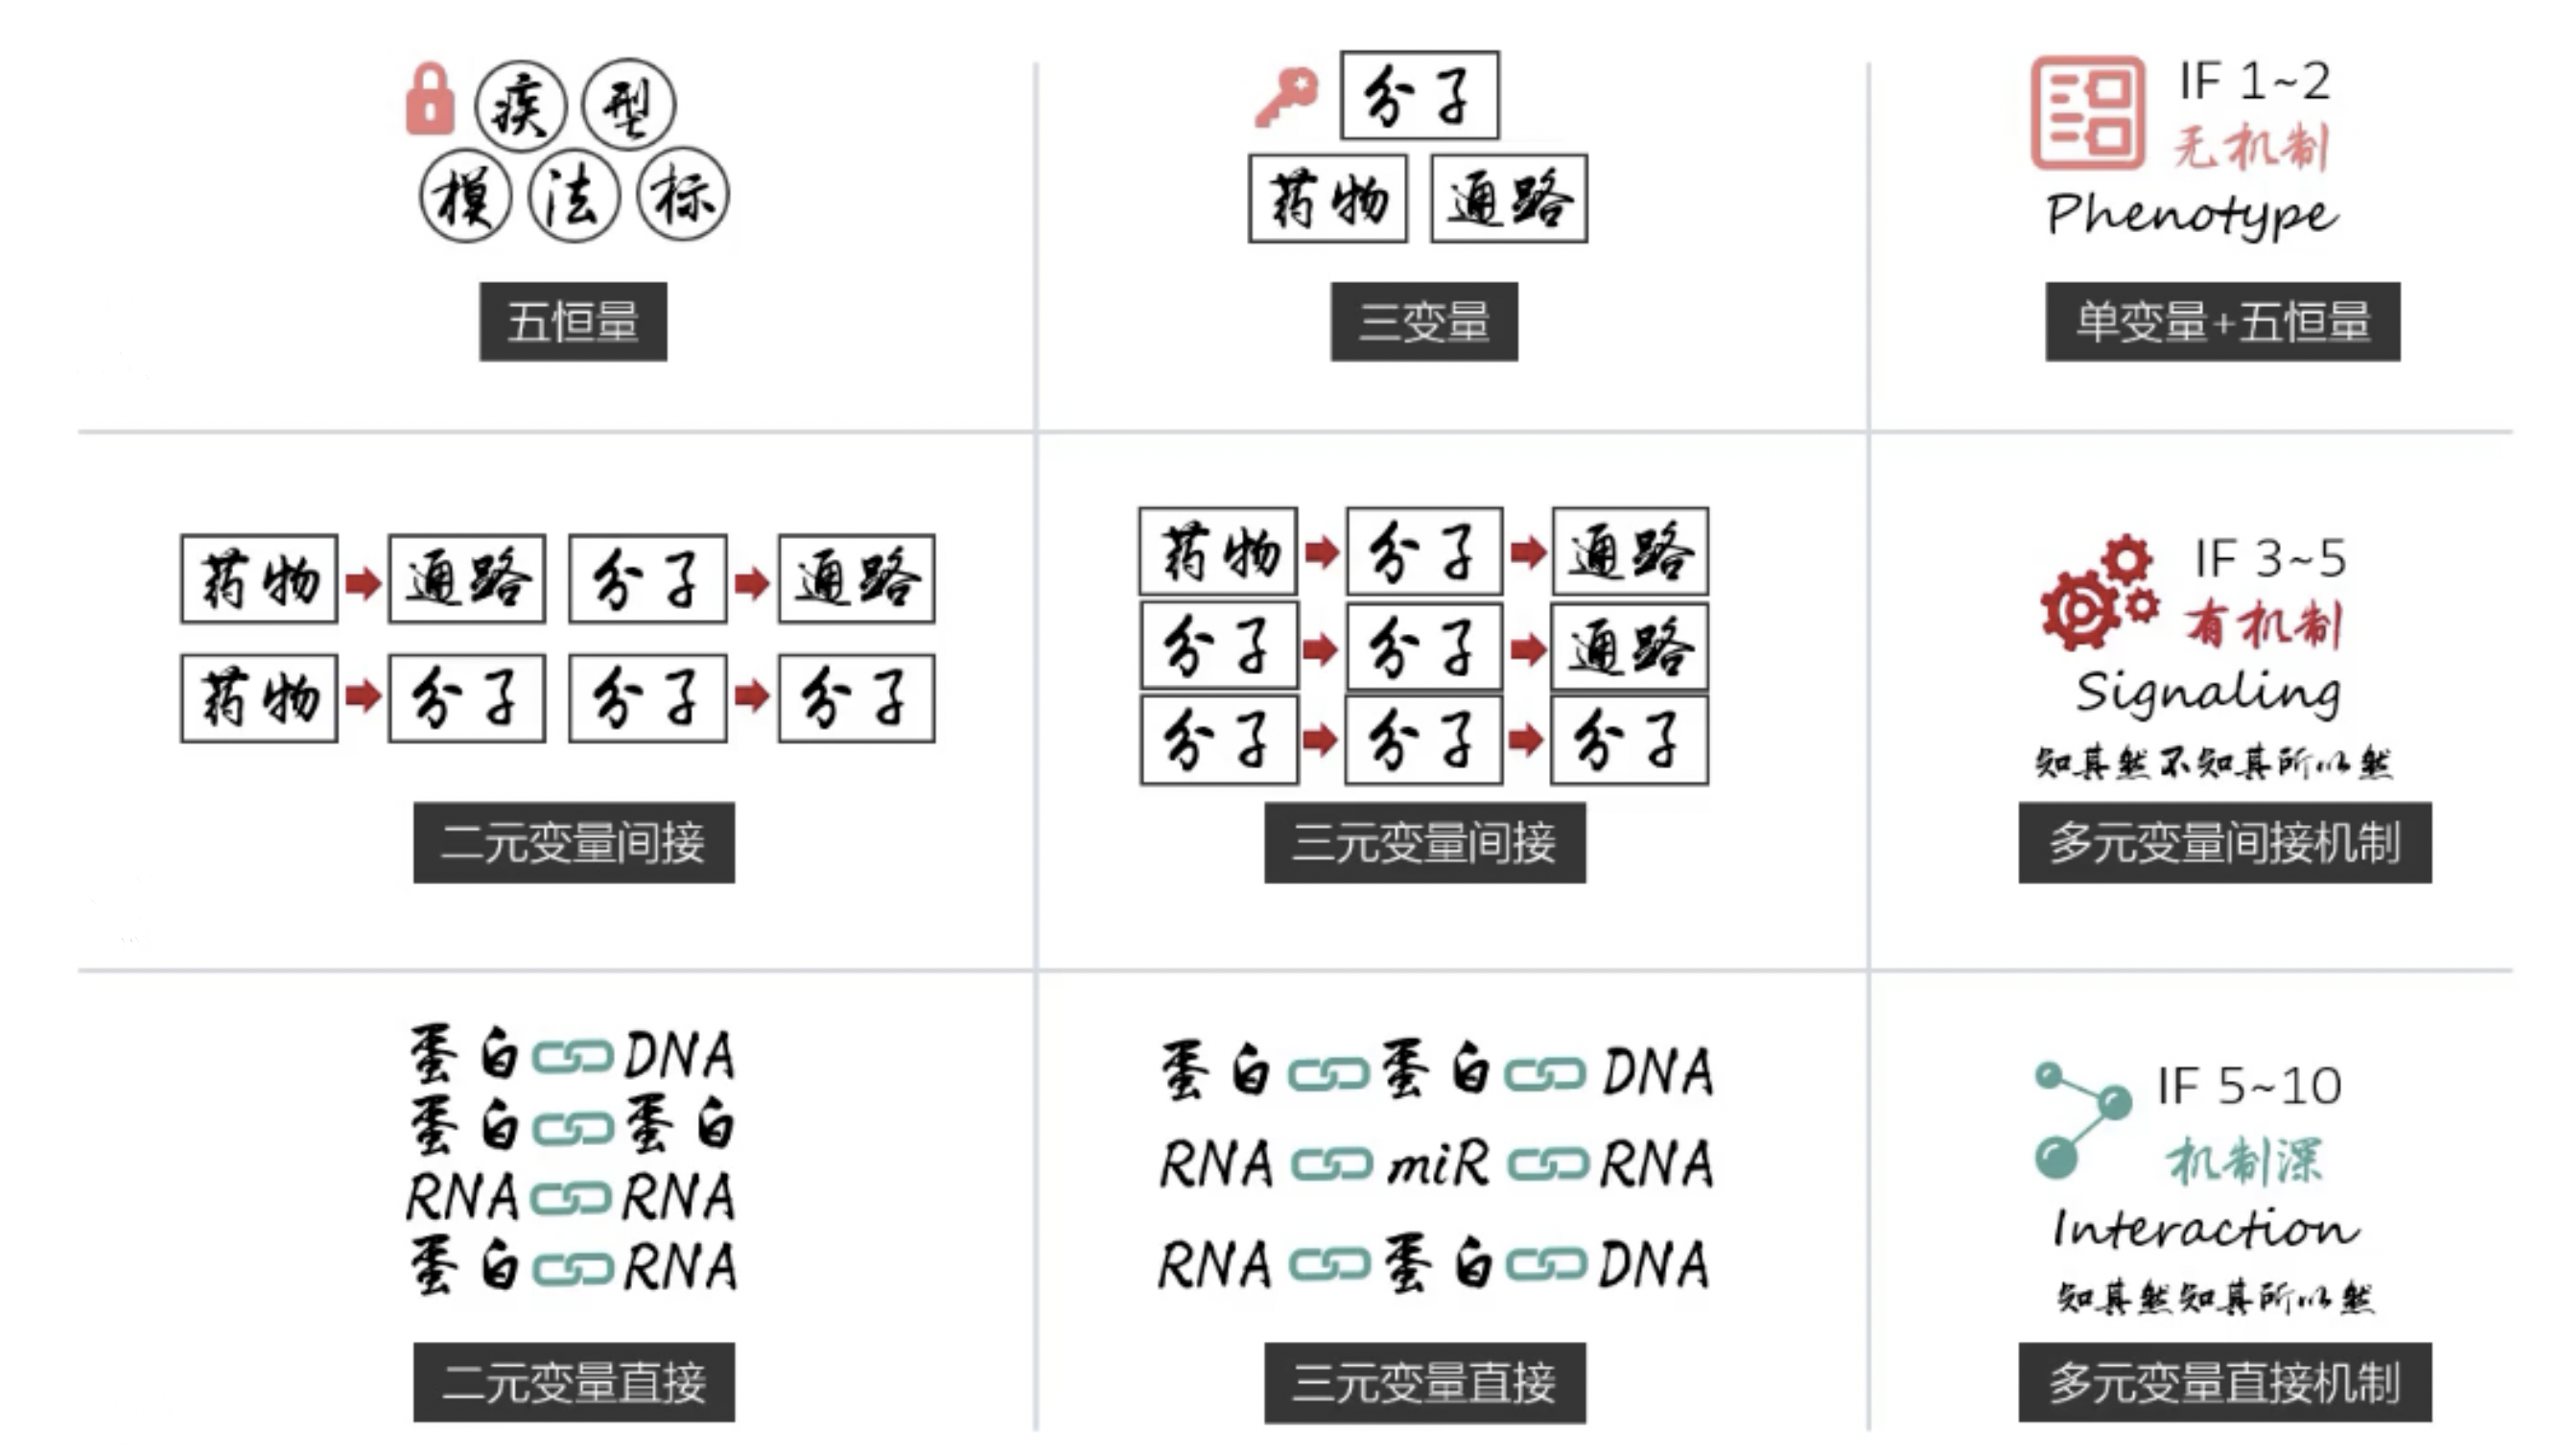 疾 型
模 法 标
五恒量
分子
药物 通路
三变量
IF 1~2
无机制
Phenotype
单变量+五恒量
药物 通路 分子 通路
药物 分子 分子 分子
二元变量间接
药物 分子 通路
分子 分子 通路
分子 分子 分子
三元变量间接
IF 3~5
有机制
Signaling
知其然不知其所以然
多元变量间接机制
蛋白 DNA
蛋白 蛋白
RNA RNA
蛋白 RNA
二元变量直接
蛋白 蛋白 DNA
RNA miR RNA
RNA 蛋白 DNA
三元变量直接
IF 5~10
机制深
Interaction
知其然知其所以然
多元变量直接机制